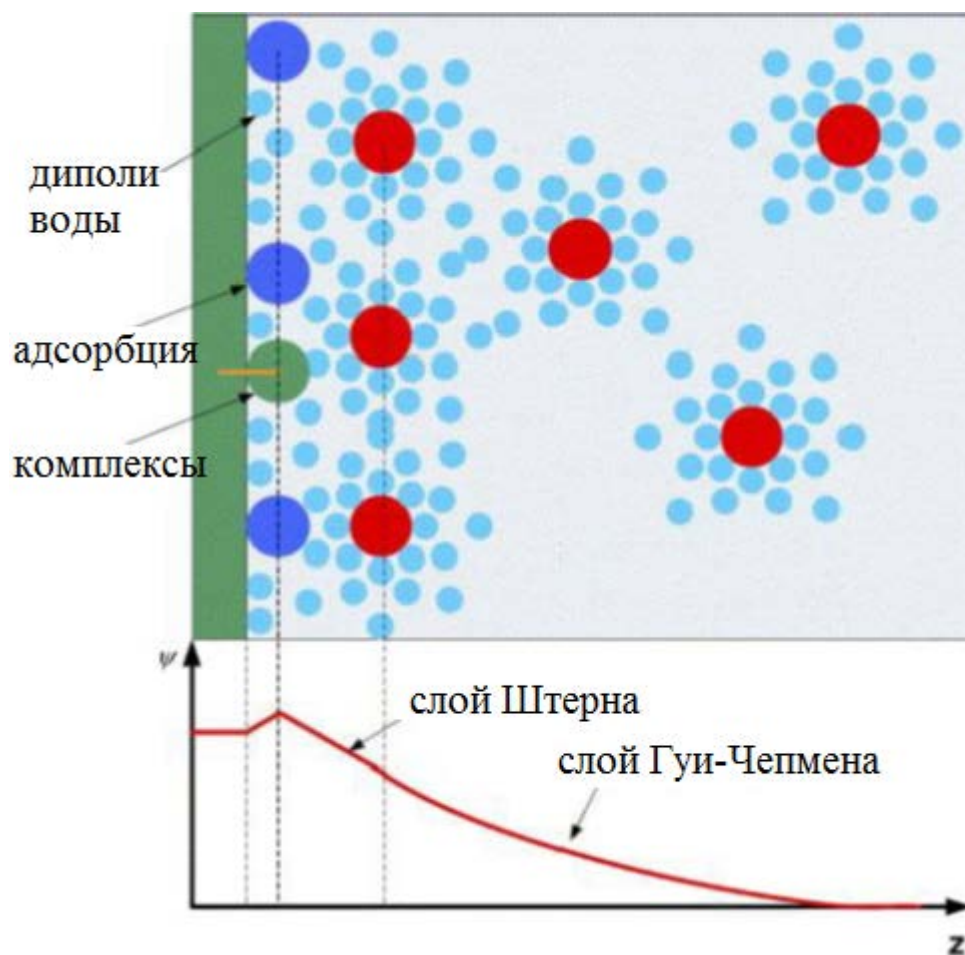 диполи
воды
адсорбция
комплексы
ψ
слой Штерна
слой Гуи-Чепмена
z